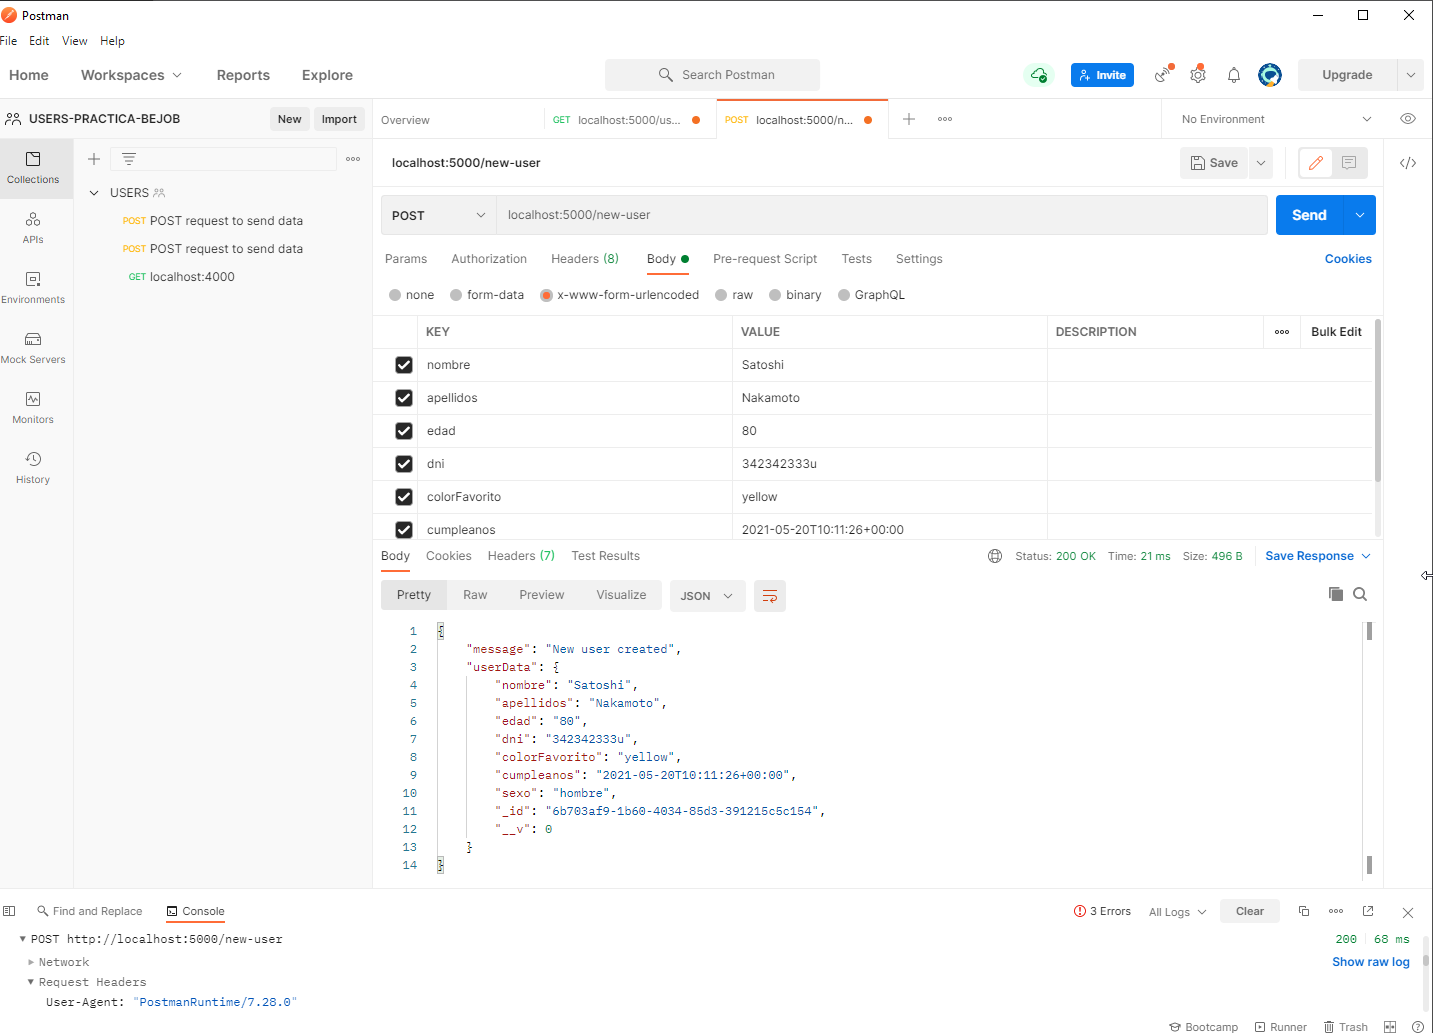 Postman
File Edit View Help
Home Workspaces Reports Explore Search Postman Invite Upgrade
USERS-PRACTICA-BEJOB New Import Overview GET localhost:5000/us... POST localhost:5000/n... No Environment
Collections
APIs
Environments
Mock Servers
Monitors
History
USERS
POST POST request to send data
POST POST request to send data
GET localhost:4000
localhost:5000/new-user Save
POST localhost:5000/new-user Send
Params Authorization Headers (8) Body Pre-request Script Tests Settings Cookies
none form-data x-www-form-urlencoded raw binary GraphQL
KEY VALUE DESCRIPTION Bulk Edit
nombre Satoshi
apellidos Nakamoto
edad 80
dni 342342333u
colorFavorito yellow
cumpleanos 2021-05-20T10:11:26+00:00
Body Cookies Headers (7) Test Results Status: 200 OK Time: 21 ms Size: 496 B Save Response
Pretty Raw Preview Visualize JSON
1 {
2 "message": "New user created",
3 "userData": {
4 "nombre": "Satoshi",
5 "apellidos": "Nakamoto",
6 "edad": "80",
7 "dni": "342342333u",
8 "colorFavorito": "yellow",
9 "cumpleanos": "2021-05-20T10:11:26+00:00",
10 "sexo": "hombre",
11 "_id": "6b703af9-1b60-4034-85d3-391215c5c154",
12 "__v": 0
13 }
14 }
Find and Replace Console 3 Errors All Logs Clear
POST http://localhost:5000/new-user 200 68 ms
Network Show raw log
Request Headers
User-Agent: "PostmanRuntime/7.28.0"
Bootcamp Runner Trash